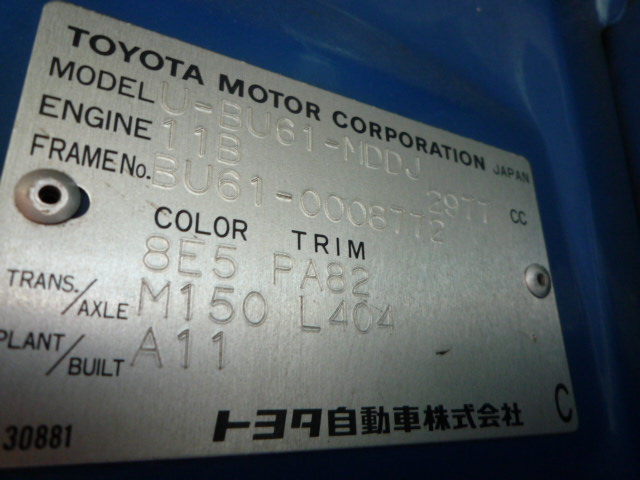 TOYOTA MOTOR CORPORATION JAPAN
MODEL U-BU61-MDDJ
ENGINE 11B 2977 CC
FRAME No. BU61-0006772
COLOR TRIM
8E5 PA82
TRANS./AXLE M150 L404
PLANT/BUILT A11
30881 トヨタ自動車株式会社 C